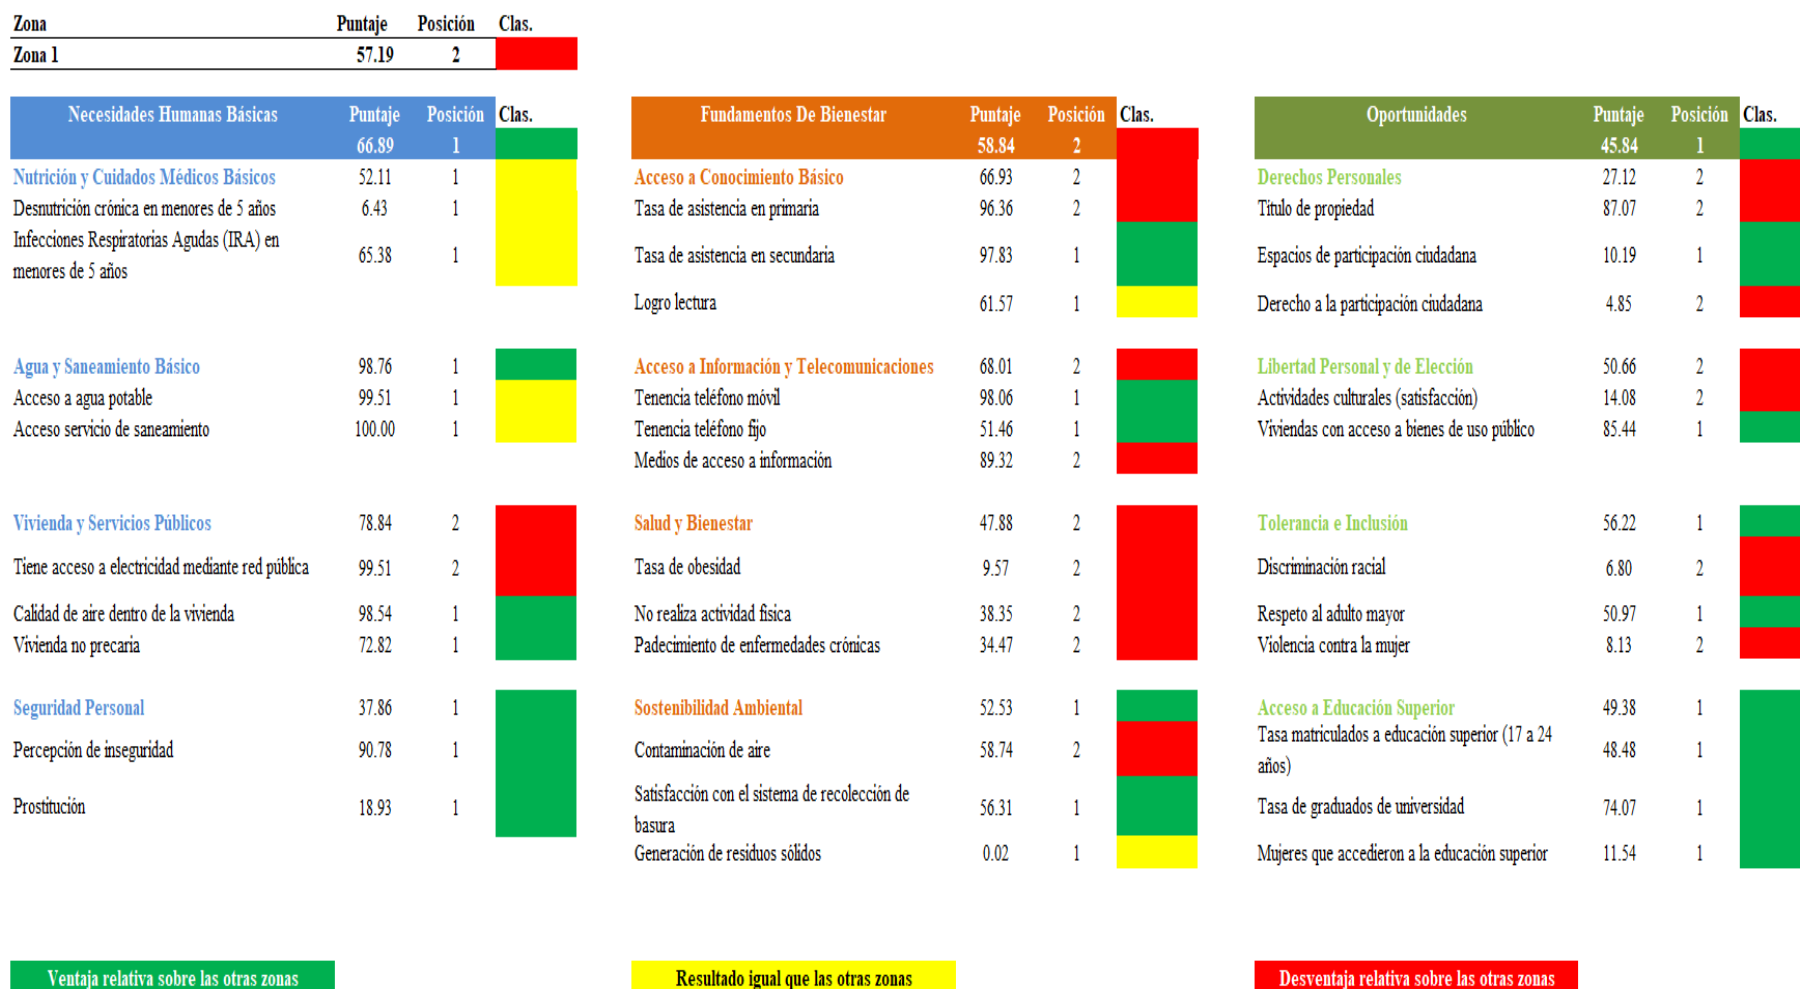 Zona Puntaje Posición Clas.
Zona 1 57.19 2
Necesidades Humanas Básicas Puntaje Posición Clas.
66.89 1
Nutrición y Cuidados Médicos Básicos 52.11 1
Desnutrición crónica en menores de 5 años 6.43 1
Infecciones Respiratorias Agudas (IRA) en
menores de 5 años 65.38 1
Agua y Saneamiento Básico 98.76 1
Acceso a agua potable 99.51 1
Acceso servicio de saneamiento 100.00 1
Vivienda y Servicios Públicos 78.84 2
Tiene acceso a electricidad mediante red pública 99.51 2
Calidad de aire dentro de la vivienda 98.54 1
Vivienda no precaria 72.82 1
Seguridad Personal 37.86 1
Percepción de inseguridad 90.78 1
Prostitución 18.93 1
Fundamentos De Bienestar Puntaje Posición Clas.
58.84 2
Acceso a Conocimiento Básico 66.93 2
Tasa de asistencia en primaria 96.36 2
Tasa de asistencia en secundaria 97.83 1
Logro lectura 61.57 1
Acceso a Información y Telecomunicaciones 68.01 2
Tenencia teléfono móvil 98.06 1
Tenencia teléfono fijo 51.46 1
Medios de acceso a información 89.32 2
Salud y Bienestar 47.88 2
Tasa de obesidad 9.57 2
No realiza actividad física 38.35 2
Padecimiento de enfermedades crónicas 34.47 2
Sostenibilidad Ambiental 52.53 1
Contaminación de aire 58.74 2
Satisfacción con el sistema de recolección de
basura 56.31 1
Generación de residuos sólidos 0.02 1
Oportunidades Puntaje Posición Clas.
45.84 1
Derechos Personales 27.12 2
Titulo de propiedad 87.07 2
Espacios de participación ciudadana 10.19 1
Derecho a la participación ciudadana 4.85 2
Libertad Personal y de Elección 50.66 2
Actividades culturales (satisfacción) 14.08 2
Viviendas con acceso a bienes de uso público 85.44 1
Tolerancia e Inclusión 56.22 1
Discriminación racial 6.80 2
Respeto al adulto mayor 50.97 1
Violencia contra la mujer 8.13 2
Acceso a Educación Superior 49.38 1
Tasa matriculados a educación superior (17 a 24
años) 48.48 1
Tasa de graduados de universidad 74.07 1
Mujeres que accedieron a la educación superior 11.54 1
Ventaja relativa sobre las otras zonas
Resultado igual que las otras zonas
Desventaja relativa sobre las otras zonas